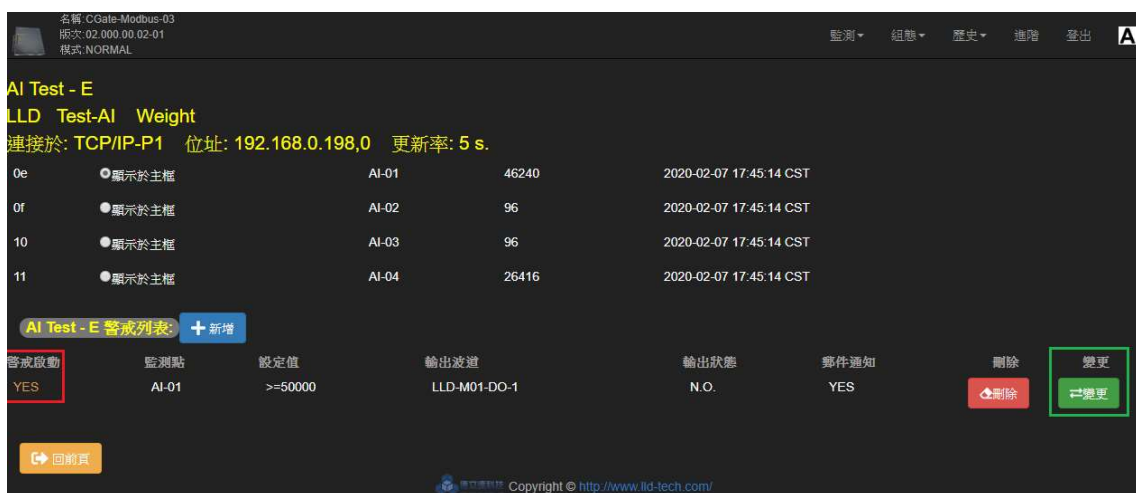 名稱:CGate-Modbus-03
版次:02.000.00.02-01
模式:NORMAL
監測 組態 歷史 進階 登出 A
AI Test - E
LLD Test-AI Weight
連接於: TCP/IP-P1 位址: 192.168.0.198,0 更新率: 5 s.
0e 顯示於主框 AI-01 46240 2020-02-07 17:45:14 CST
0f 顯示於主框 AI-02 96 2020-02-07 17:45:14 CST
10 顯示於主框 AI-03 96 2020-02-07 17:45:14 CST
11 顯示於主框 AI-04 26416 2020-02-07 17:45:14 CST
AI Test - E 警戒列表: 新增
警戒啟動 監測點 設定值 輸出波道 輸出狀態 郵件通知 刪除 變更
YES AI-01 >=50000 LLD-M01-DO-1 N.O. YES 刪除 變更
回前頁
Copyright © http://www.lld-tech.com/